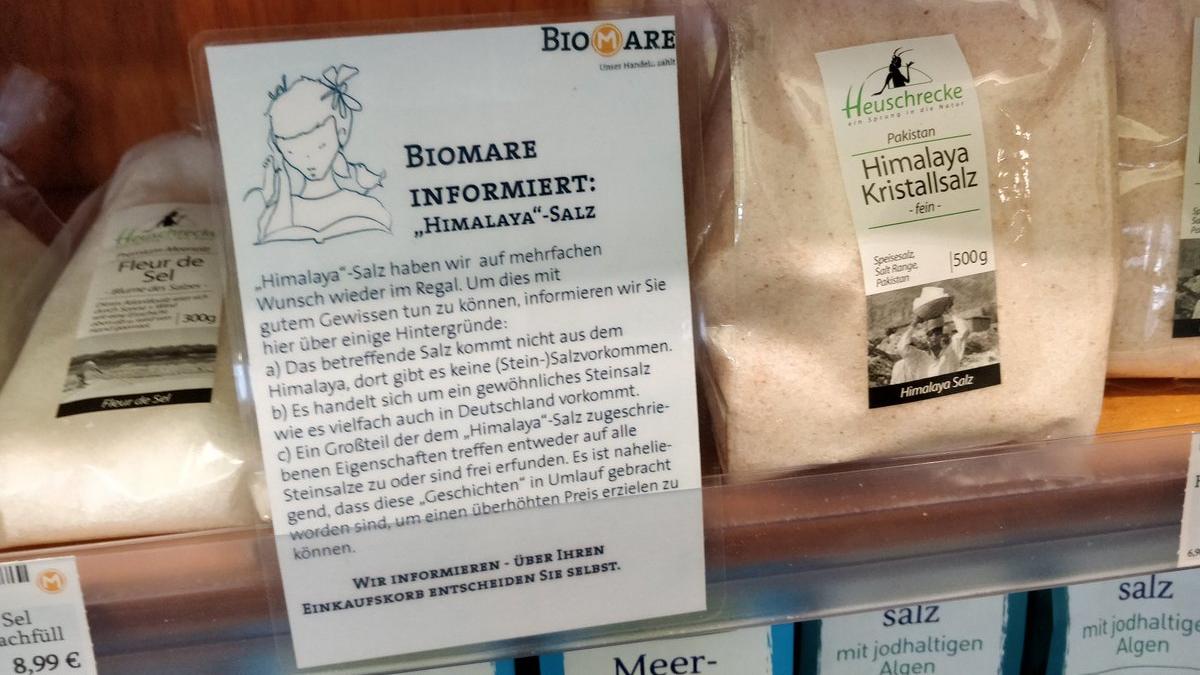 BIOMARE
Unser Handel... zählt
BIOMARE
INFORMIERT:
„HIMALAYA“-SALZ
„Himalaya“-Salz haben wir auf mehrfachen
Wunsch wieder im Regal. Um dies mit
gutem Gewissen tun zu können, informieren wir Sie
hier über einige Hintergründe:
a) Das betreffende Salz kommt nicht aus dem
Himalaya, dort gibt es keine (Stein-)Salzvorkommen.
b) Es handelt sich um ein gewöhnliches Steinsalz
wie es vielfach auch in Deutschland vorkommt.
c) Ein Großteil der dem „Himalaya“-Salz zugeschrie-
benen Eigenschaften treffen entweder auf alle
Steinsalze zu oder sind frei erfunden. Es ist nahelie-
gend, dass diese „Geschichten“ in Umlauf gebracht
worden sind, um einen überhöhten Preis erzielen zu
können.
WIR INFORMIEREN - ÜBER IHREN
EINKAUFSKORB ENTSCHEIDEN SIE SELBST.
Heuschrecke
Fleur de
Sel
Blume des Salzes
300g
Fleur de Sel
Heuschrecke
ein Sprung in die Natur
Pakistan
Himalaya
Kristallsalz
- fein -
Speisesalz,
Salt Range,
Pakistan
500g
Himalaya Salz
Sel
achfüll
8,99 €
Meer-
salz
mit jodhaltigen
Algen
salz
mit jodhaltigen
Algen